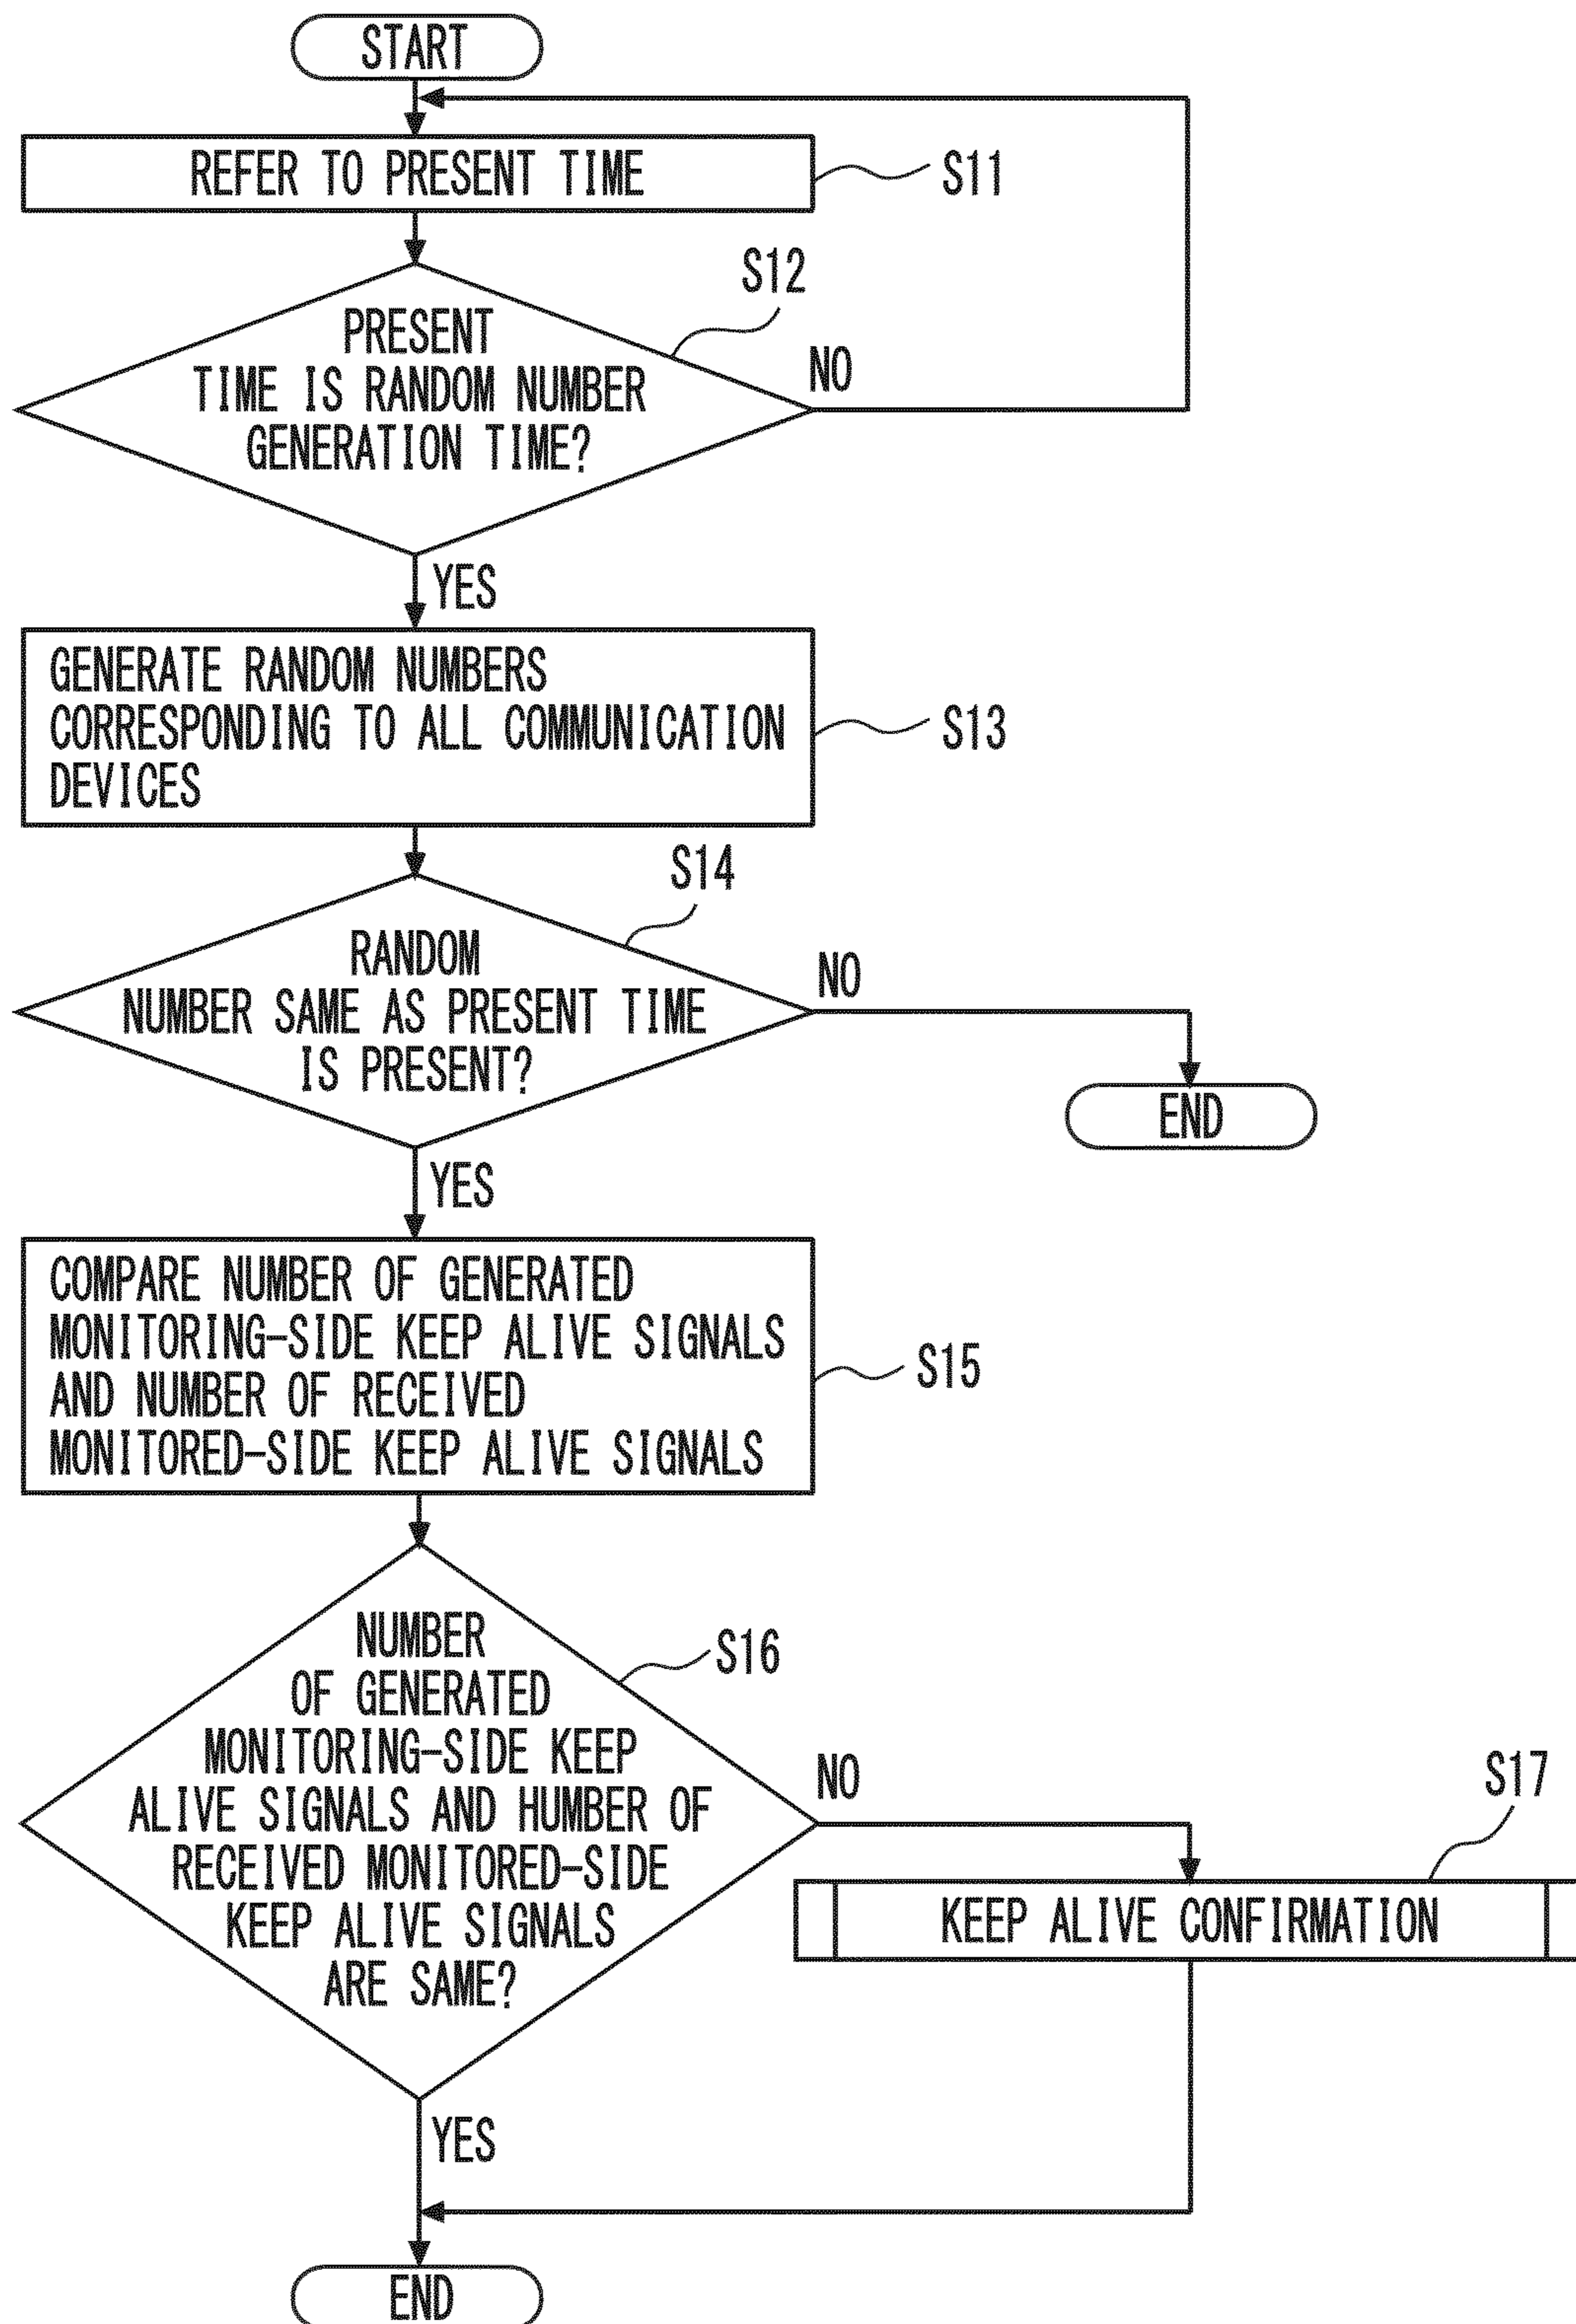 START
REFER TO PRESENT TIME
S11
S12
PRESENT
TIME IS RANDOM NUMBER
GENERATION TIME?
NO
YES
GENERATE RANDOM NUMBERS
CORRESPONDING TO ALL COMMUNICATION
DEVICES
S13
S14
RANDOM
NUMBER SAME AS PRESENT TIME
IS PRESENT?
NO
END
YES
COMPARE NUMBER OF GENERATED
MONITORING-SIDE KEEP ALIVE SIGNALS
AND NUMBER OF RECEIVED
MONITORED-SIDE KEEP ALIVE SIGNALS
S15
S16
NUMBER
OF GENERATED
MONITORING-SIDE KEEP
ALIVE SIGNALS AND HUMBER OF
RECEIVED MONITORED-SIDE
KEEP ALIVE SIGNALS
ARE SAME?
NO
S17
KEEP ALIVE CONFIRMATION
YES
END